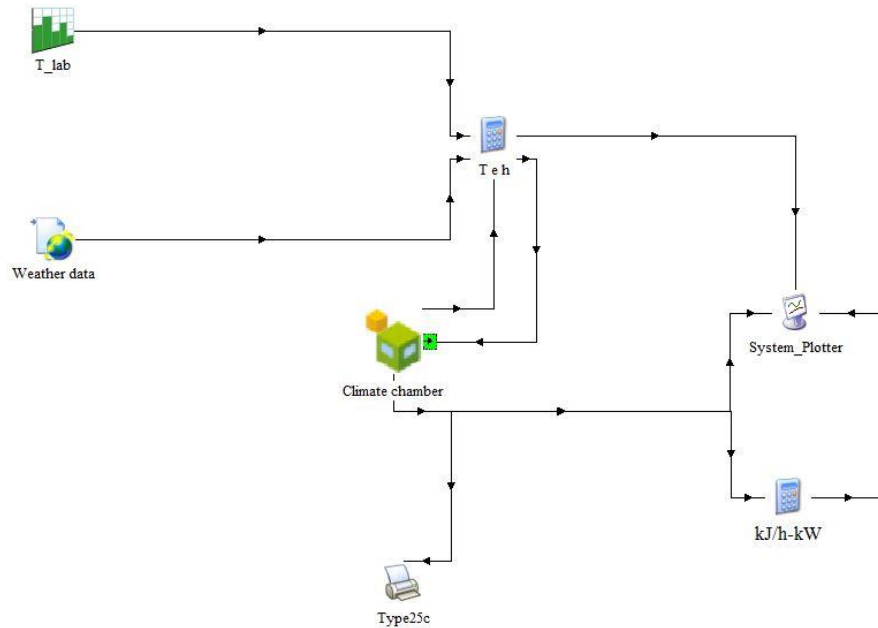 T_lab
T e h
Weather data
System_Plotter
Climate chamber
kJ/h-kW
Type25c